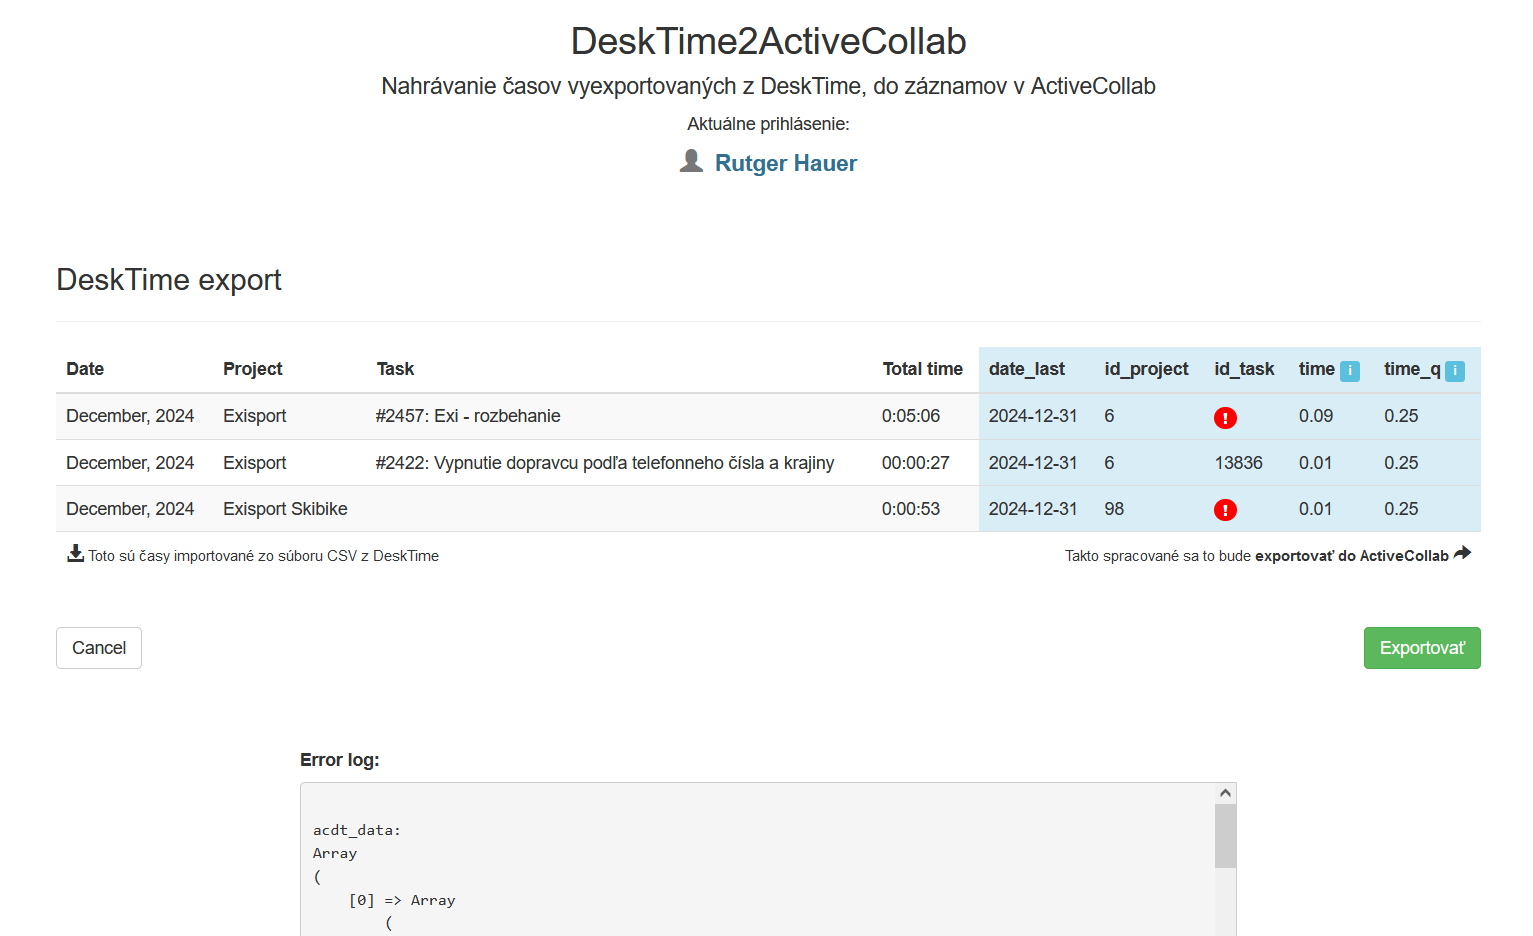 DeskTime2ActiveCollab
Nahrávanie časov vyexportovaných z DeskTime, do záznamov v ActiveCollab
Aktuálne prihlásenie:
Rutger Hauer
DeskTime export
Date Project Task Total time date_last id_project id_task time i time_q i
December, 2024 Exisport #2457: Exi - rozbehanie 0:05:06 2024-12-31 6 ! 0.09 0.25
December, 2024 Exisport #2422: Vypnutie dopravcu podľa telefonneho čísla a krajiny 00:00:27 2024-12-31 6 13836 0.01 0.25
December, 2024 Exisport Skibike 0:00:53 2024-12-31 98 ! 0.01 0.25
Toto sú časy importované zo súboru CSV z DeskTime Takto spracované sa to bude exportovať do ActiveCollab
Cancel Exportovať
Error log:
acdt_data:
Array
(
[0] => Array
(